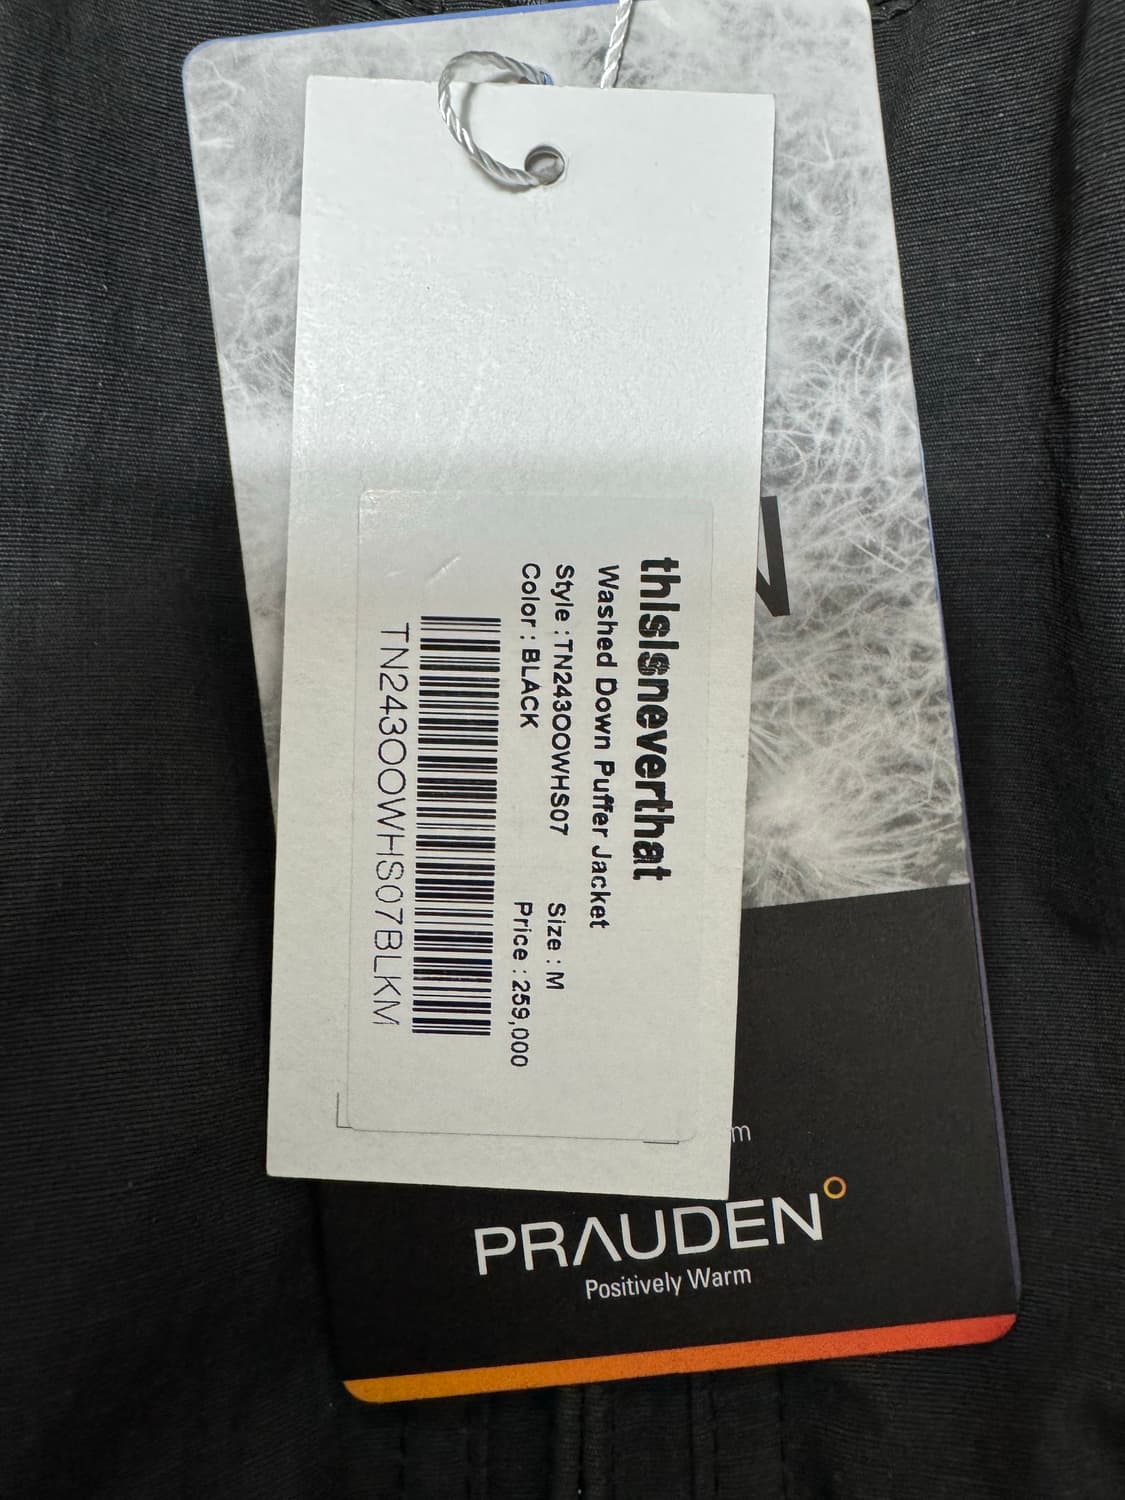 thisisneverthat
Washed Down Puffer Jacket
Style : TN243OOWHS07 Size : M
Color : BLACK Price : 259,000
TN243OOWHS07BLKM
N
m
PRAUDEN
Positively Warm